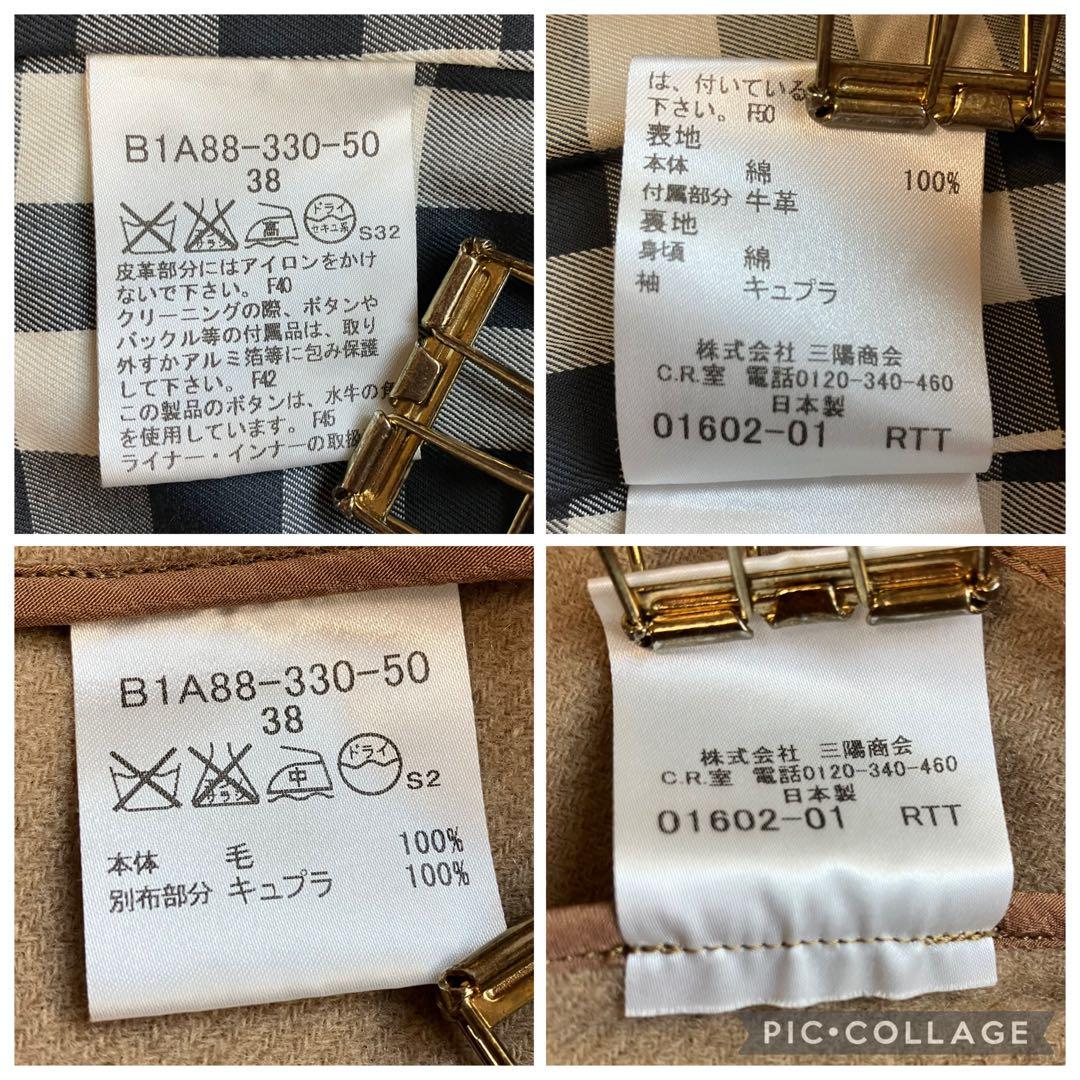 B1A88-330-50
38
高
ドライ
セキユ系
S32
皮革部分にはアイロンをかけ
ないで下さい。F40
クリーニングの際、ボタンや
バックル等の付属品は、取り
外すかアルミ箔等に包み保護
して下さい。F42
この製品のボタンは、水牛の角
を使用しています。F45
ライナー・インナーの取扱
は、付いている
下さい。F50
表地
本体 綿 100%
付属部分 牛革
裏地
身頃 綿
袖 キュプラ
株式会社 三陽商会
C.R.室 電話0120-340-460
日本製
01602-01 RTT
B1A88-330-50
38
中
ドライ
S2
本体 毛 100%
別布部分 キュプラ 100%
株式会社 三陽商会
C.R.室 電話0120-340-460
日本製
01602-01 RTT
PIC•COLLAGE